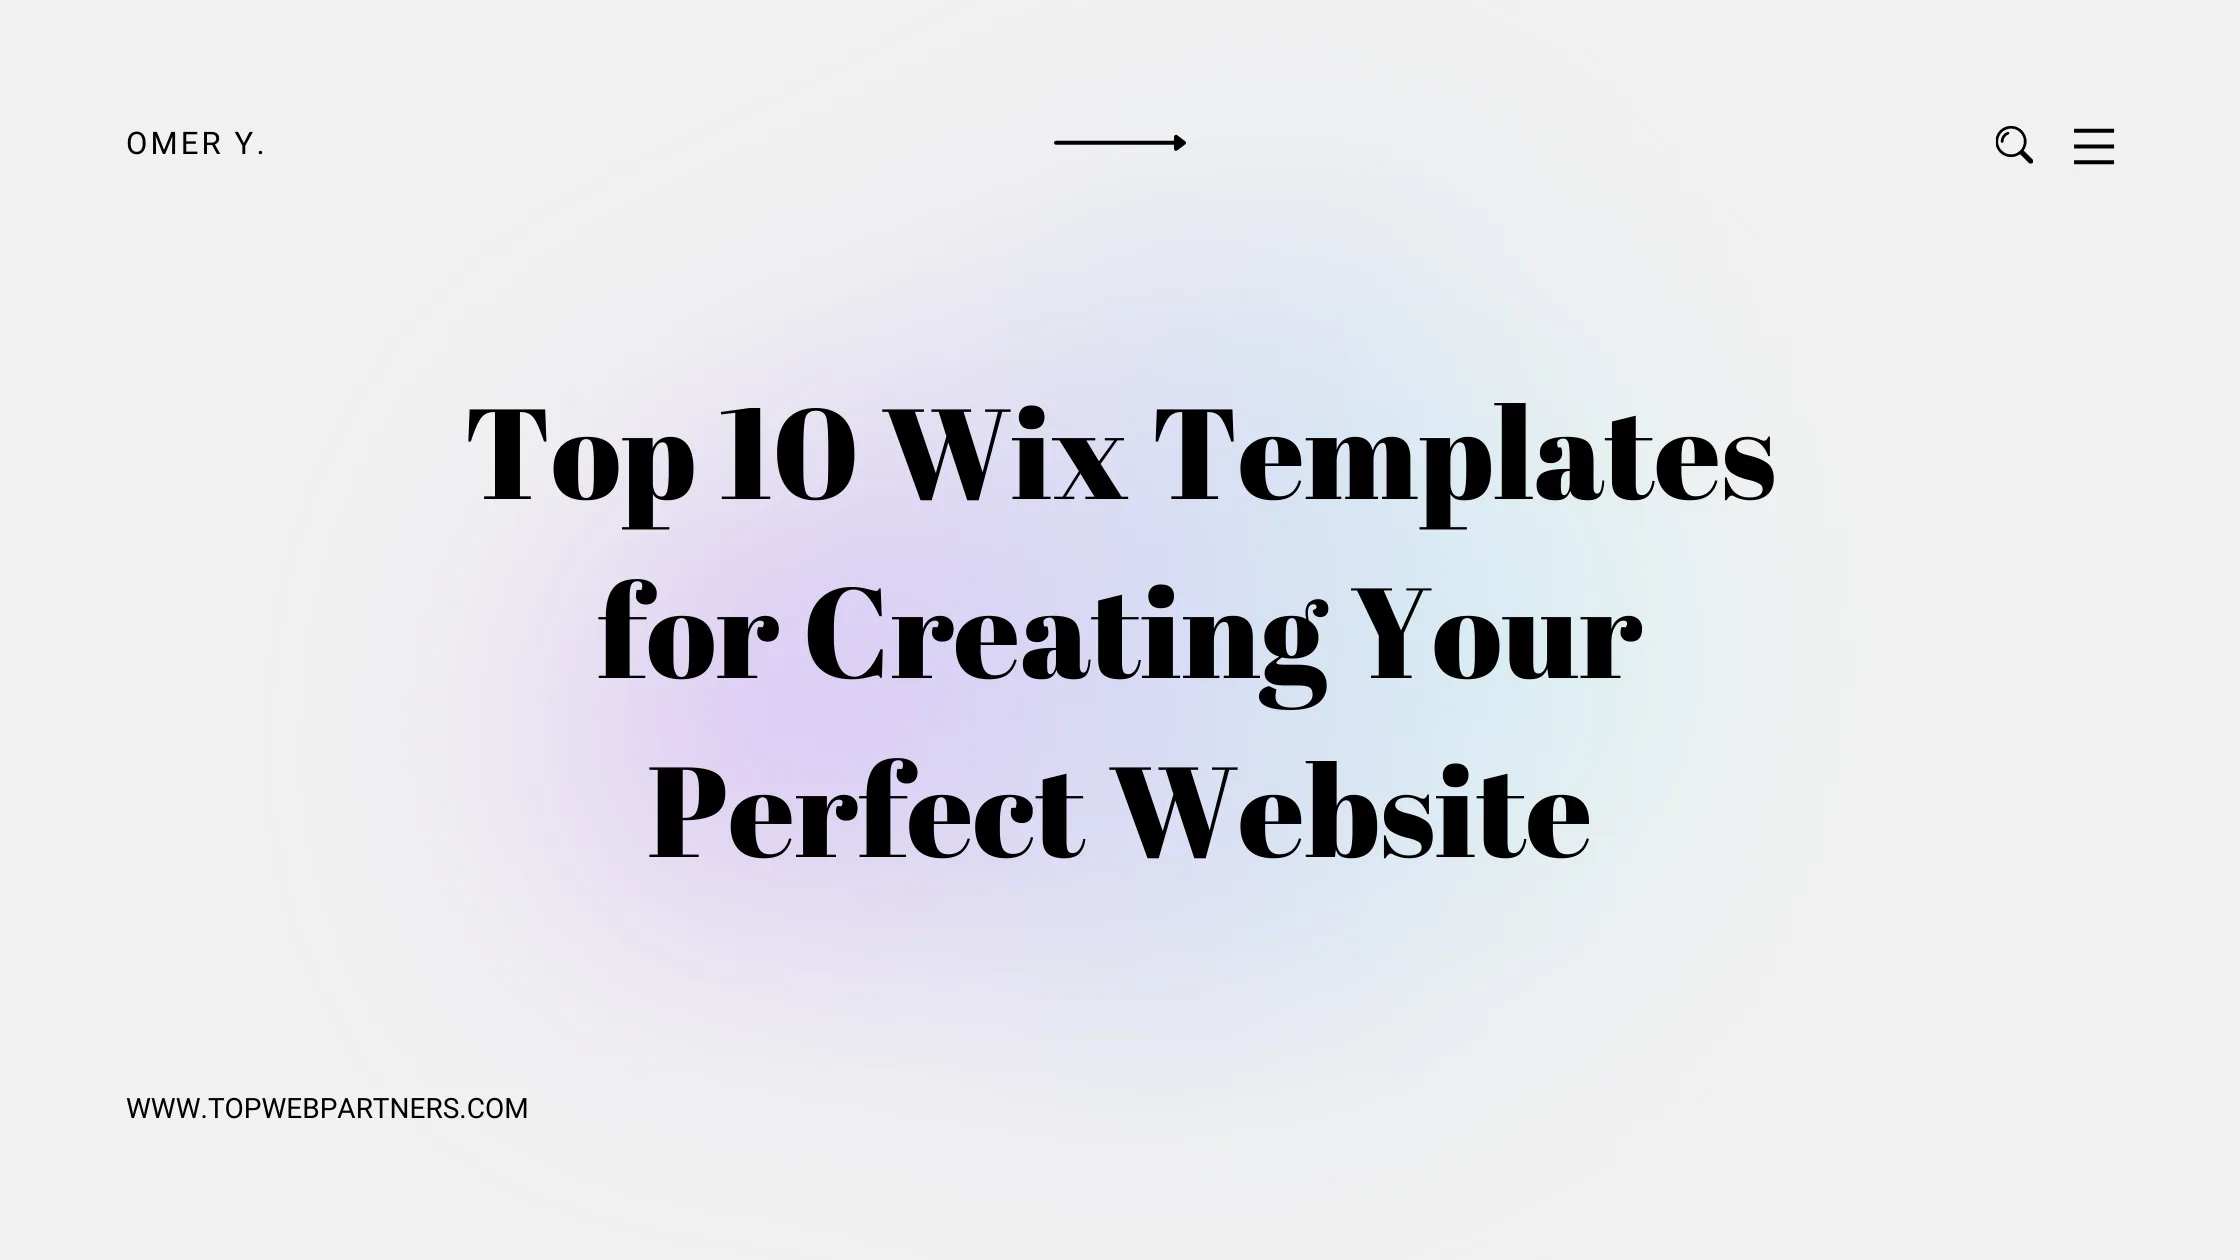 OMER Y.
Top 10 Wix Templates
for Creating Your
Perfect Website
WWW.TOPWEBPARTNERS.COM